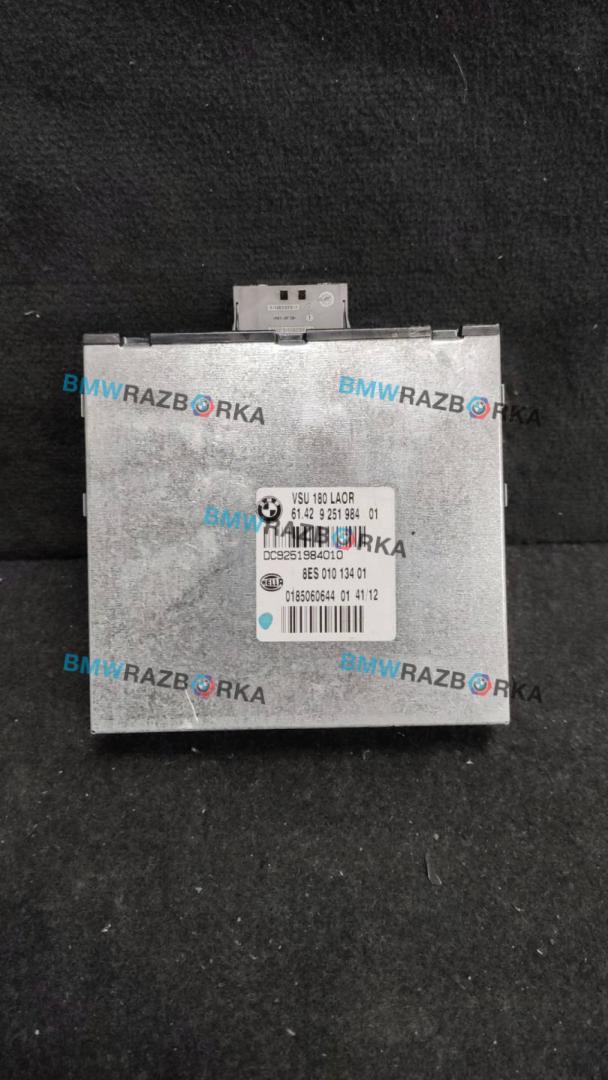 BMWRAZBORKA
BMWRAZBORKA
VSU 180 LAOR
61.42 9 251 984 01
BMWRAZBORKA
DC9251984010
8ES 010 134 01
HELLA
0185060644 01 41/12
BMWRAZBORKA
BMWRAZBORKA